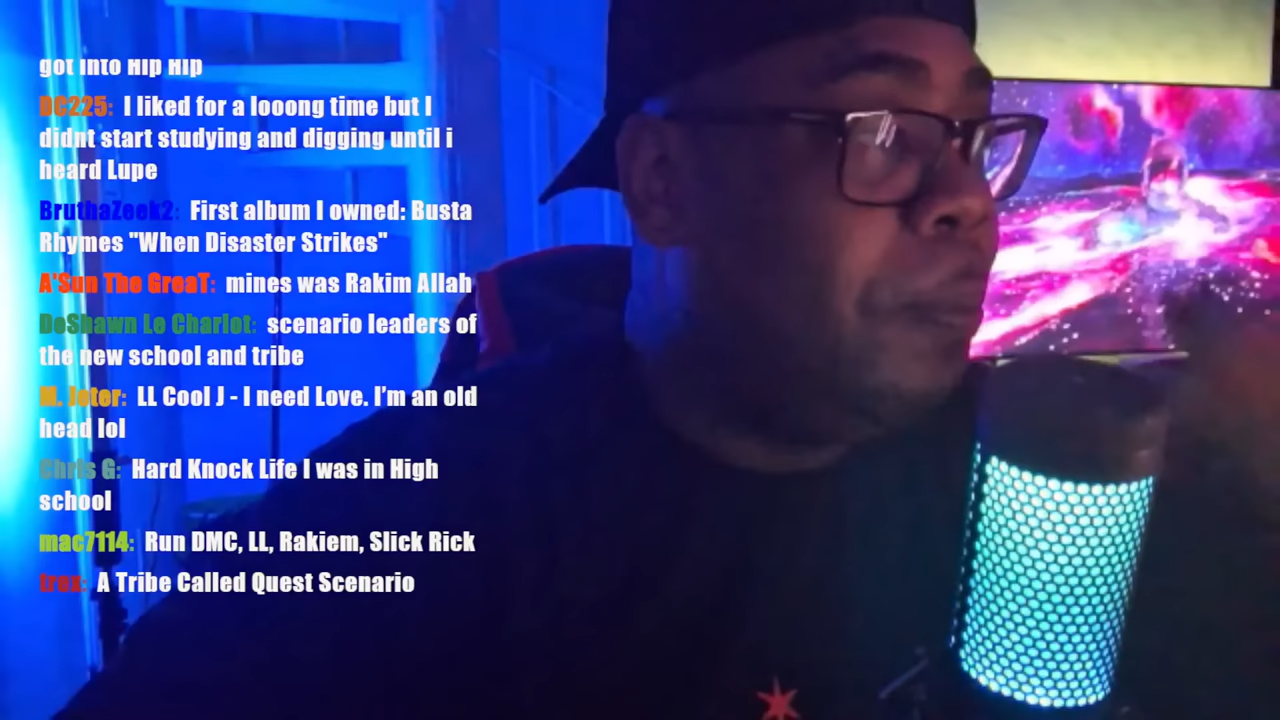 got into Hip Hip
DC225: I liked for a looong time but I
didnt start studying and digging until i
heard Lupe
BruthaZeek2: First album I owned: Busta
Rhymes "When Disaster Strikes"
A'Sun The GreaT: mines was Rakim Allah
DeShawn Le Charlot: scenario leaders of
the new school and tribe
M. Jeter: LL Cool J - I need Love. I'm an old
head lol
Chris G: Hard Knock Life I was in High
school
mac7114: Run DMC, LL, Rakiem, Slick Rick
trex: A Tribe Called Quest Scenario